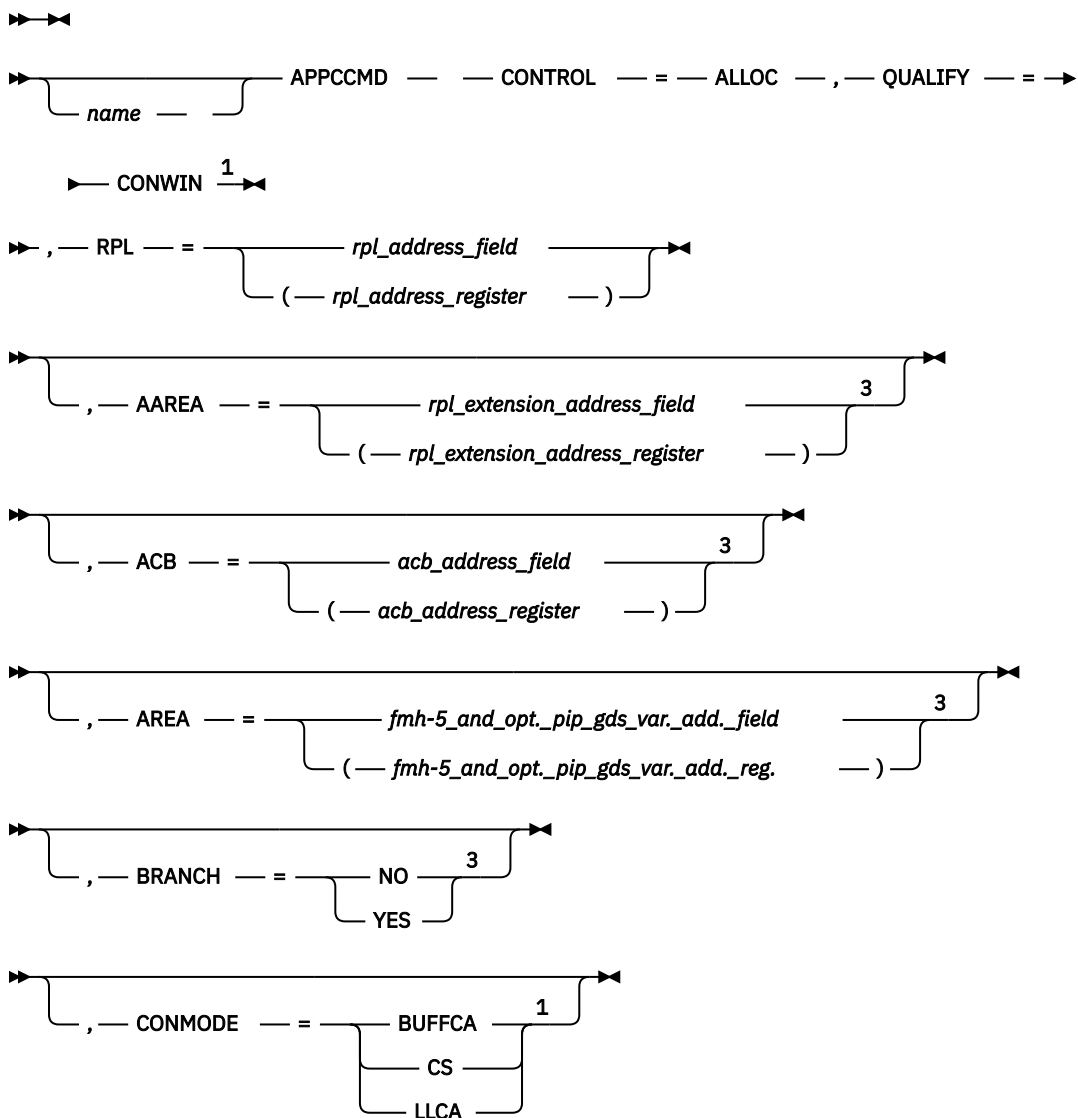 APPCCMD CONTROL = ALLOC , QUALIFY =
name
CONWIN 1
, RPL = rpl_address_field
( rpl_address_register )
, AAREA = rpl_extension_address_field 3
( rpl_extension_address_register )
, ACB = acb_address_field 3
( acb_address_register )
, AREA = fmh-5_and_opt._pip_gds_var._add._field 3
( fmh-5_and_opt._pip_gds_var._add._reg. )
, BRANCH = NO 3
YES
, CONMODE = BUFFCA 1
CS
LLCA